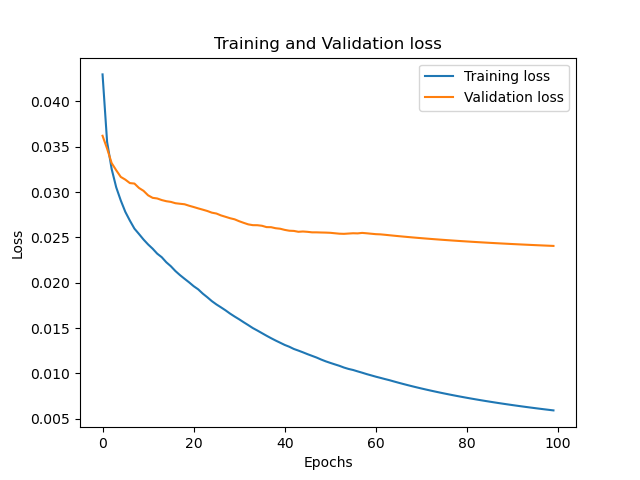 Training and Validation loss
Training loss
Validation loss
0.040
0.035
0.030
0.025
0.020
0.015
0.010
0.005
Loss
0 20 40 60 80 100
Epochs